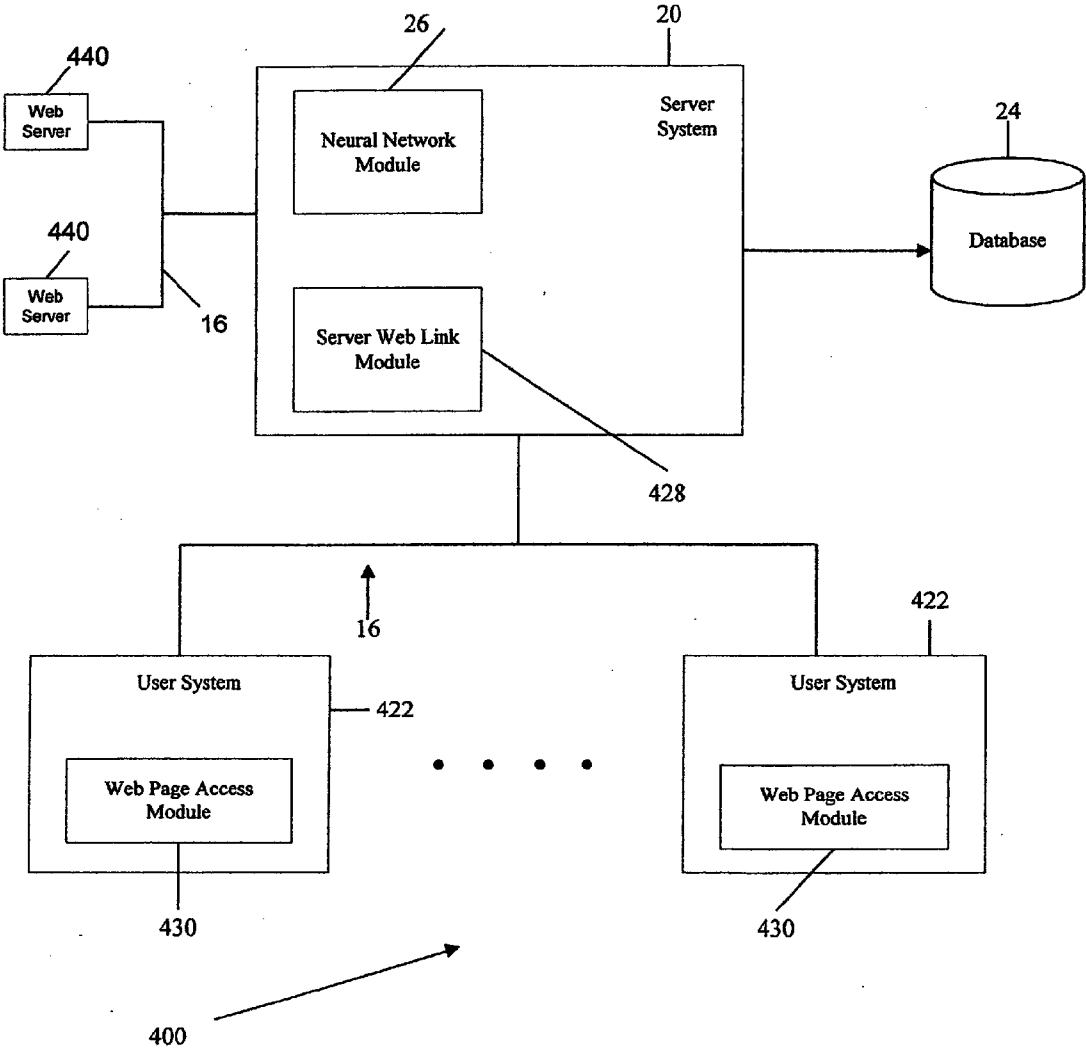 26
20
440
Web
Server
Neural Network
Module
Server
System
24
Database
440
Web
Server
16
Server Web Link
Module
428
16
422
User System
422
Web Page Access
Module
430
User System
Web Page Access
Module
430
400